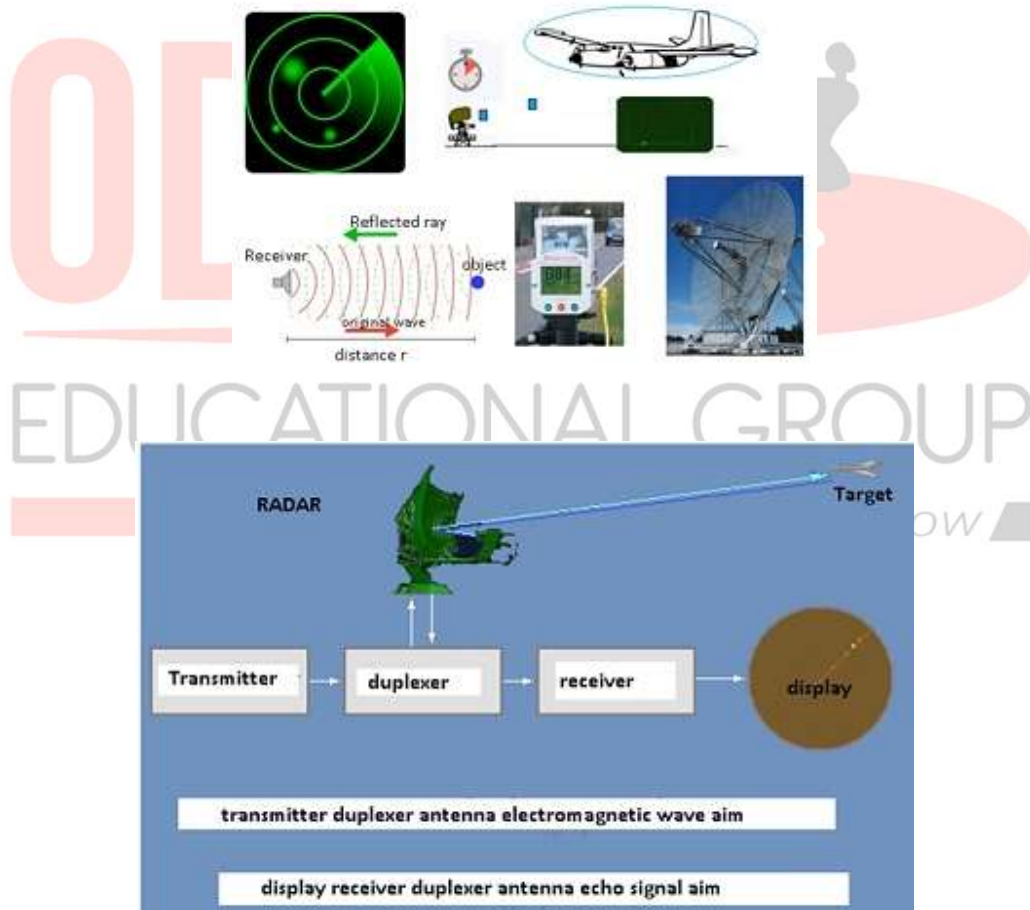 Reflected ray
Receiver
object
original wave
distance r
EDUCATIONAL GROUP
RADAR
Target
Transmitter
duplexer
receiver
display
transmitter duplexer antenna electromagnetic wave aim
display receiver duplexer antenna echo signal aim